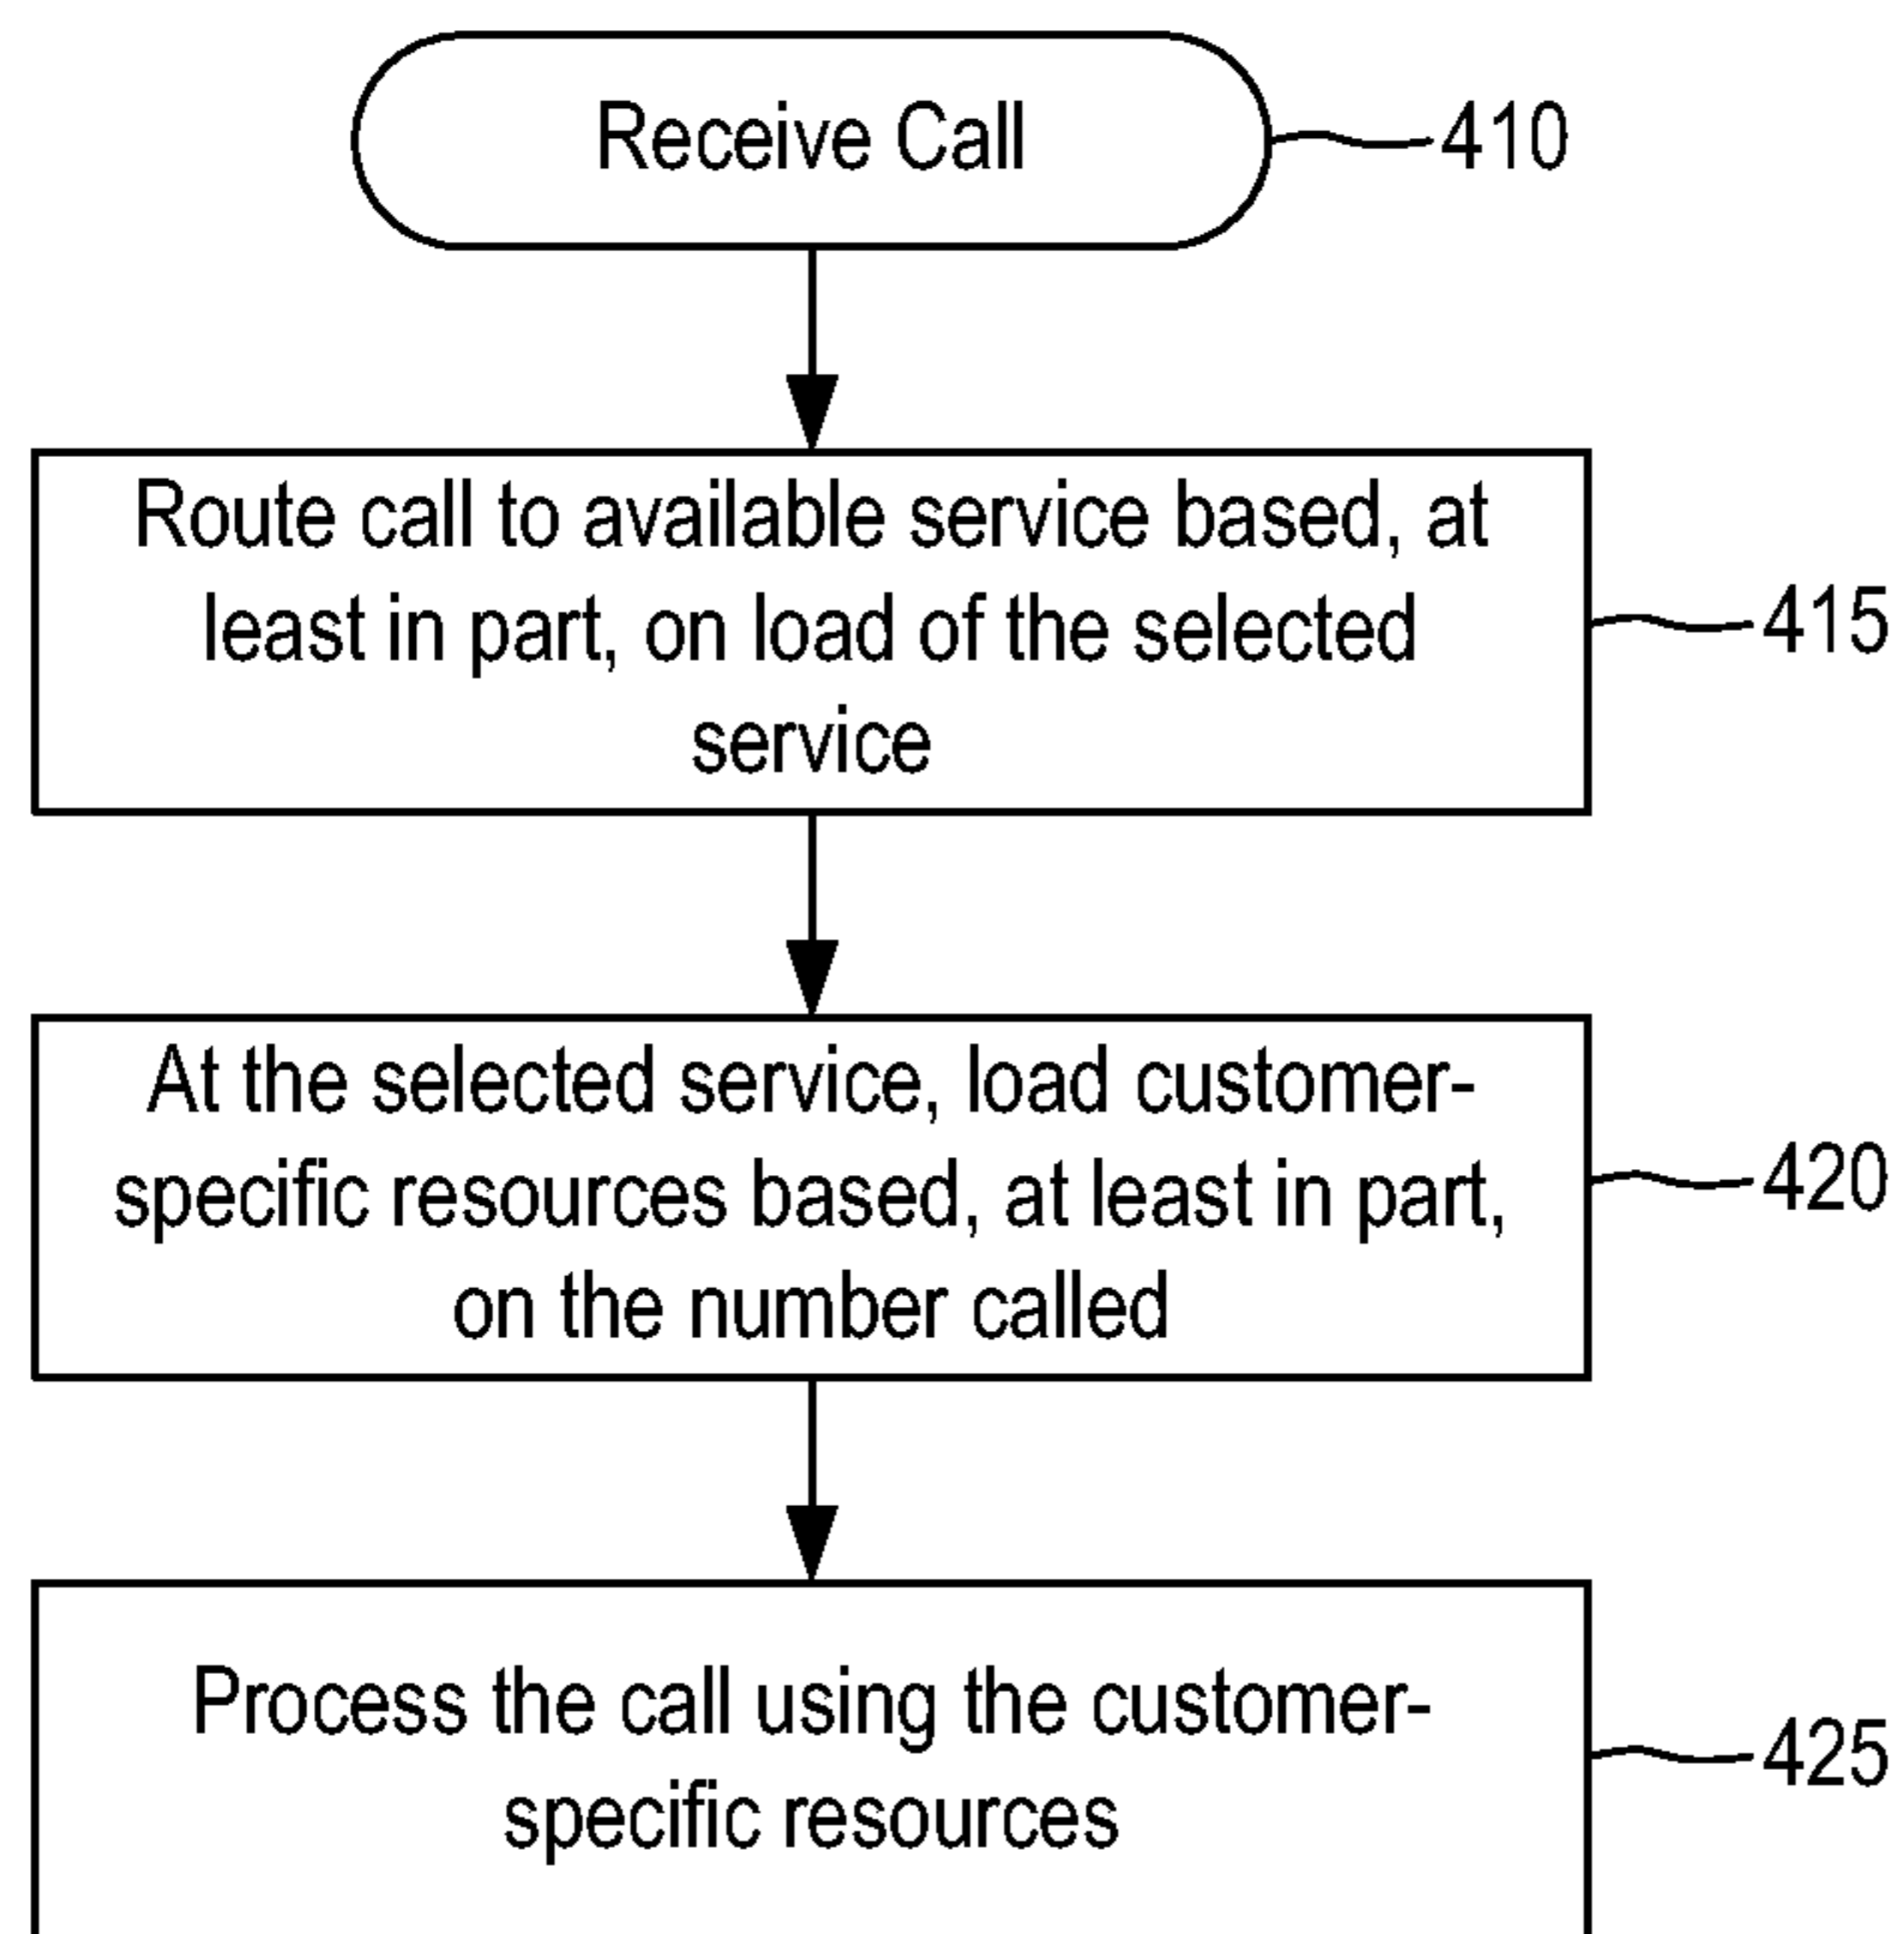 Receive Call
410
Route call to available service based, at
least in part, on load of the selected
service
415
At the selected service, load customer-
specific resources based, at least in part,
on the number called
420
Process the call using the customer-
specific resources
425